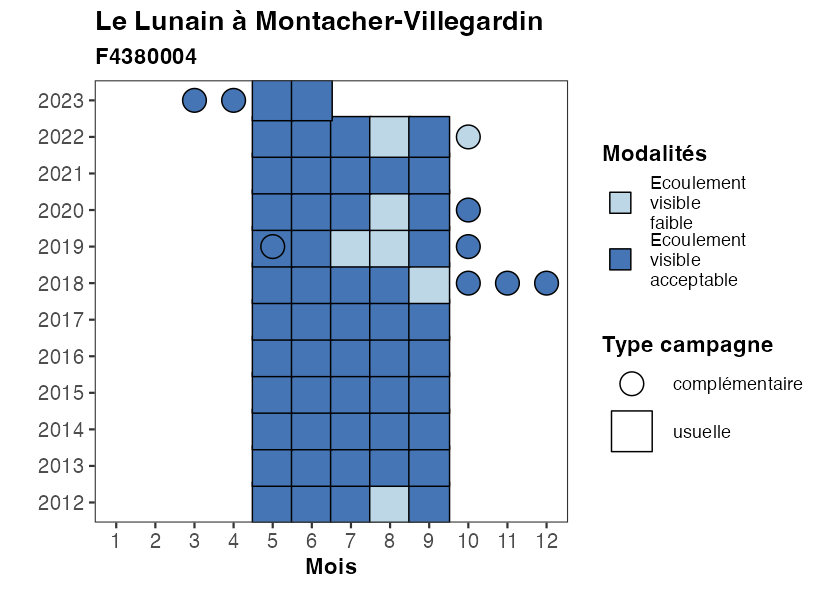 Le Lunain à Montacher-Villegardin
F4380004
2023
2022
2021
2020
2019
2018
2017
2016
2015
2014
2013
2012
1 2 3 4 5 6 7 8 9 10 11 12
Mois
Modalités
Ecoulement
visible
faible
Ecoulement
visible
acceptable
Type campagne
complémentaire
usuelle